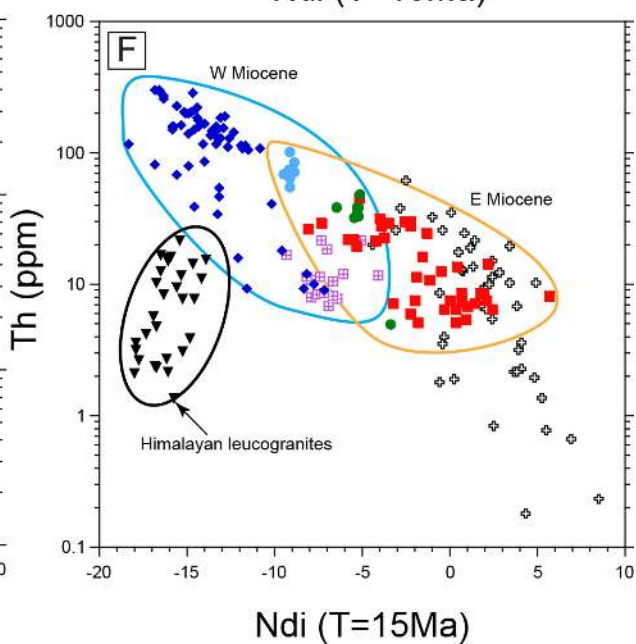 1000
F
W Miocene
100
E Miocene
Th (ppm)
10
1
Himalayan leucogranites
0.1
-20 -15 -10 -5 0 5 10
Ndi (T=15Ma)